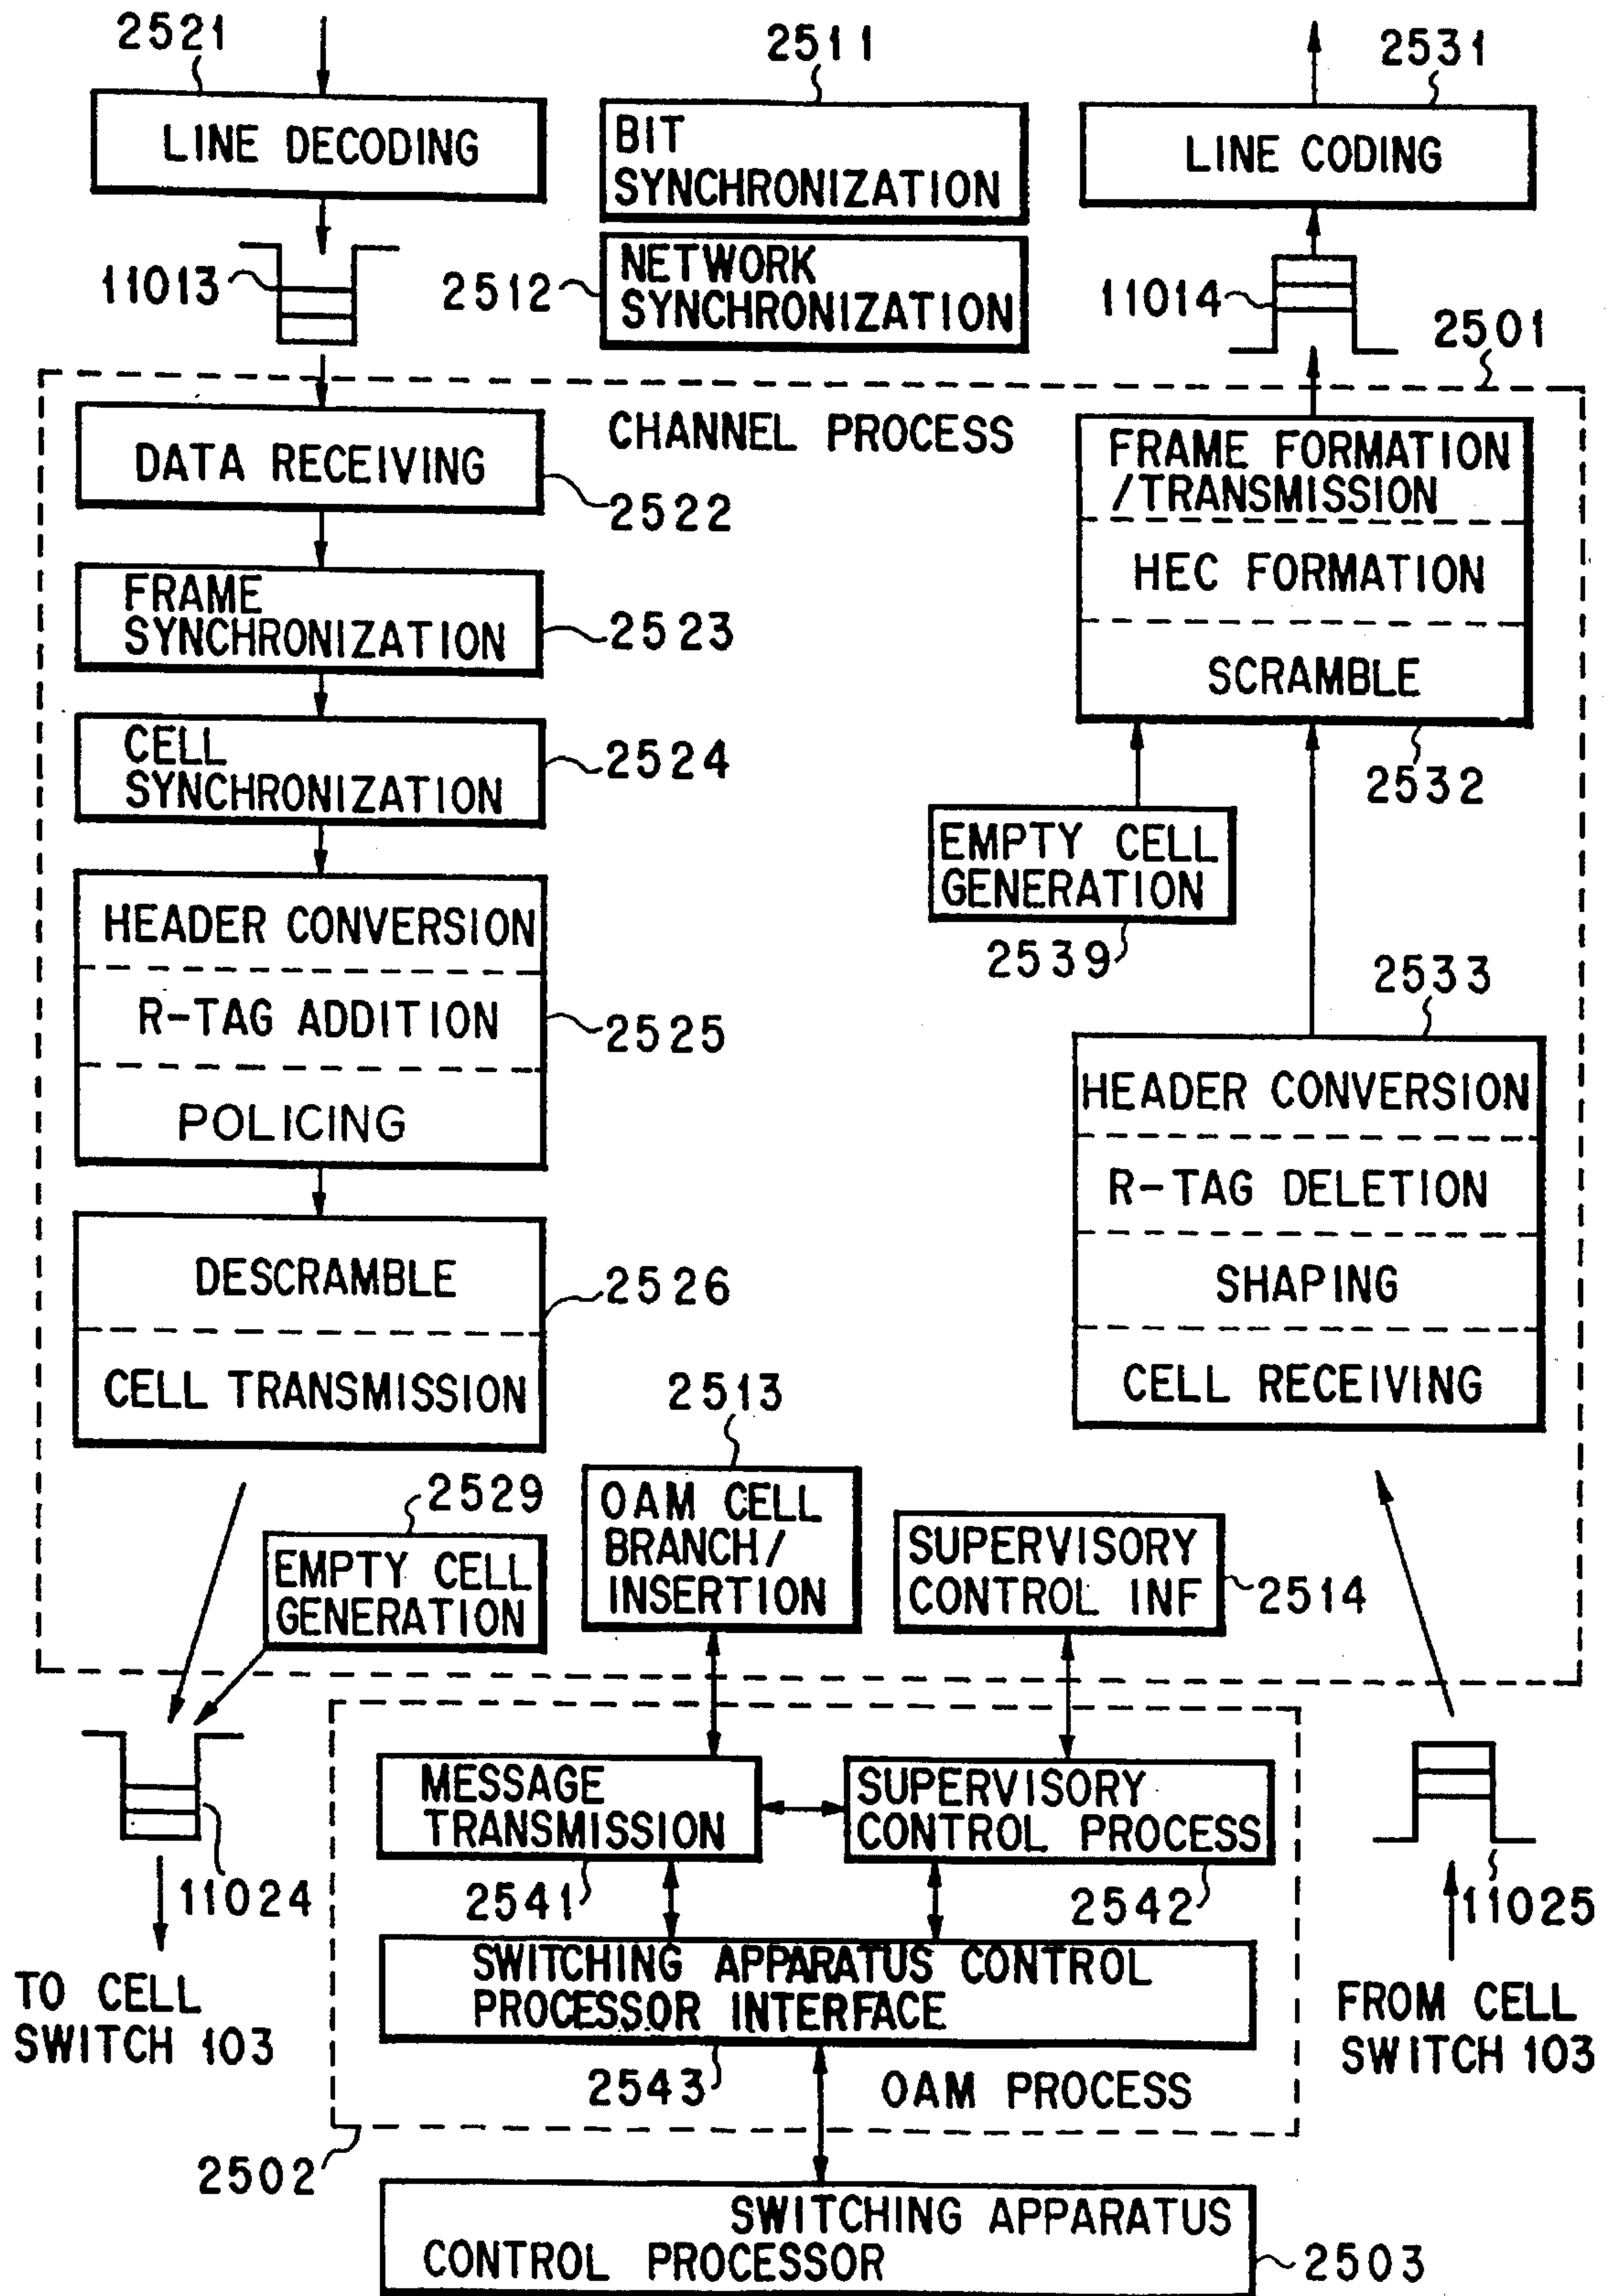 2521
2511
2531
LINE DECODING
BIT
SYNCHRONIZATION
LINE CODING
11013
2512
NETWORK
SYNCHRONIZATION
11014
2501
CHANNEL PROCESS
DATA RECEIVING
2522
FRAME FORMATION
/TRANSMISSION
HEC FORMATION
SCRAMBLE
2532
FRAME
SYNCHRONIZATION
2523
CELL
SYNCHRONIZATION
2524
EMPTY CELL
GENERATION
2539
HEADER CONVERSION
R-TAG ADDITION
POLICING
2525
2533
HEADER CONVERSION
R-TAG DELETION
SHAPING
CELL RECEIVING
DESCRAMBLE
CELL TRANSMISSION
2526
2513
2529
EMPTY CELL
GENERATION
OAM CELL
BRANCH/
INSERTION
SUPERVISORY
CONTROL INF
2514
MESSAGE
TRANSMISSION
2541
SUPERVISORY
CONTROL PROCESS
2542
11024
11025
TO CELL
SWITCH 103
SWITCHING APPARATUS CONTROL
PROCESSOR INTERFACE
2543
OAM PROCESS
FROM CELL
SWITCH 103
2502
SWITCHING APPARATUS
CONTROL PROCESSOR
2503